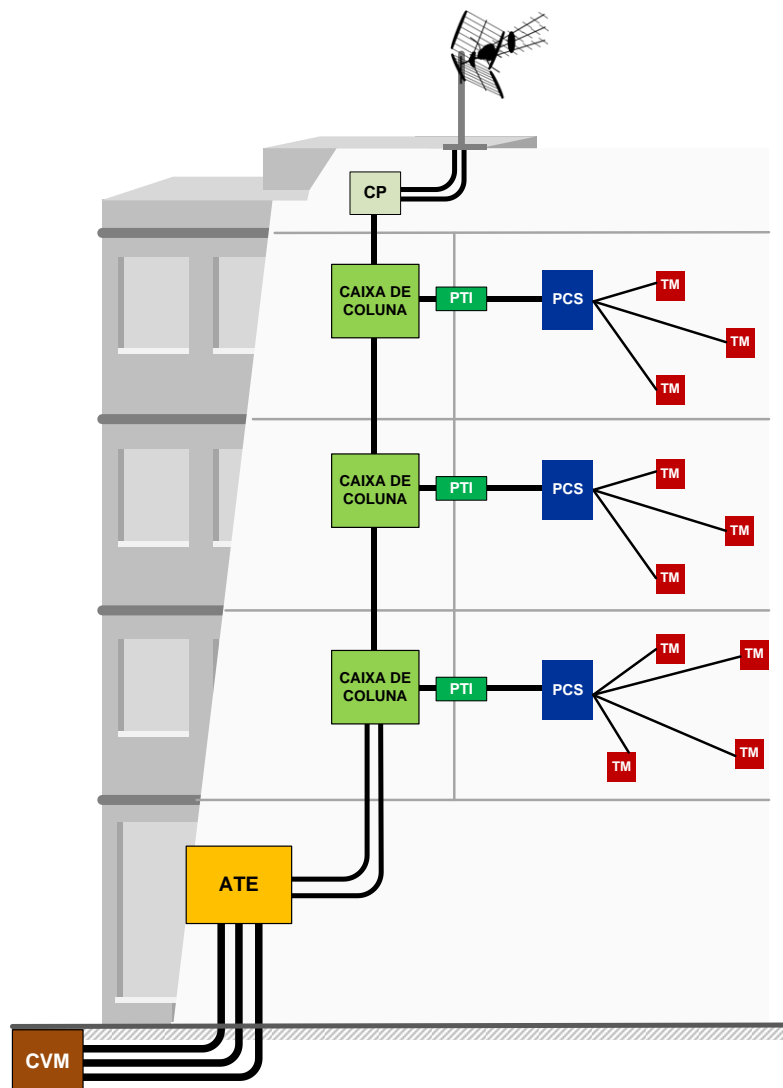 CP
CAIXA DE
COLUNA
PTI
PCS
TM
TM
TM
CAIXA DE
COLUNA
PTI
PCS
TM
TM
TM
CAIXA DE
COLUNA
PTI
PCS
TM
TM
TM
TM
ATE
CVM